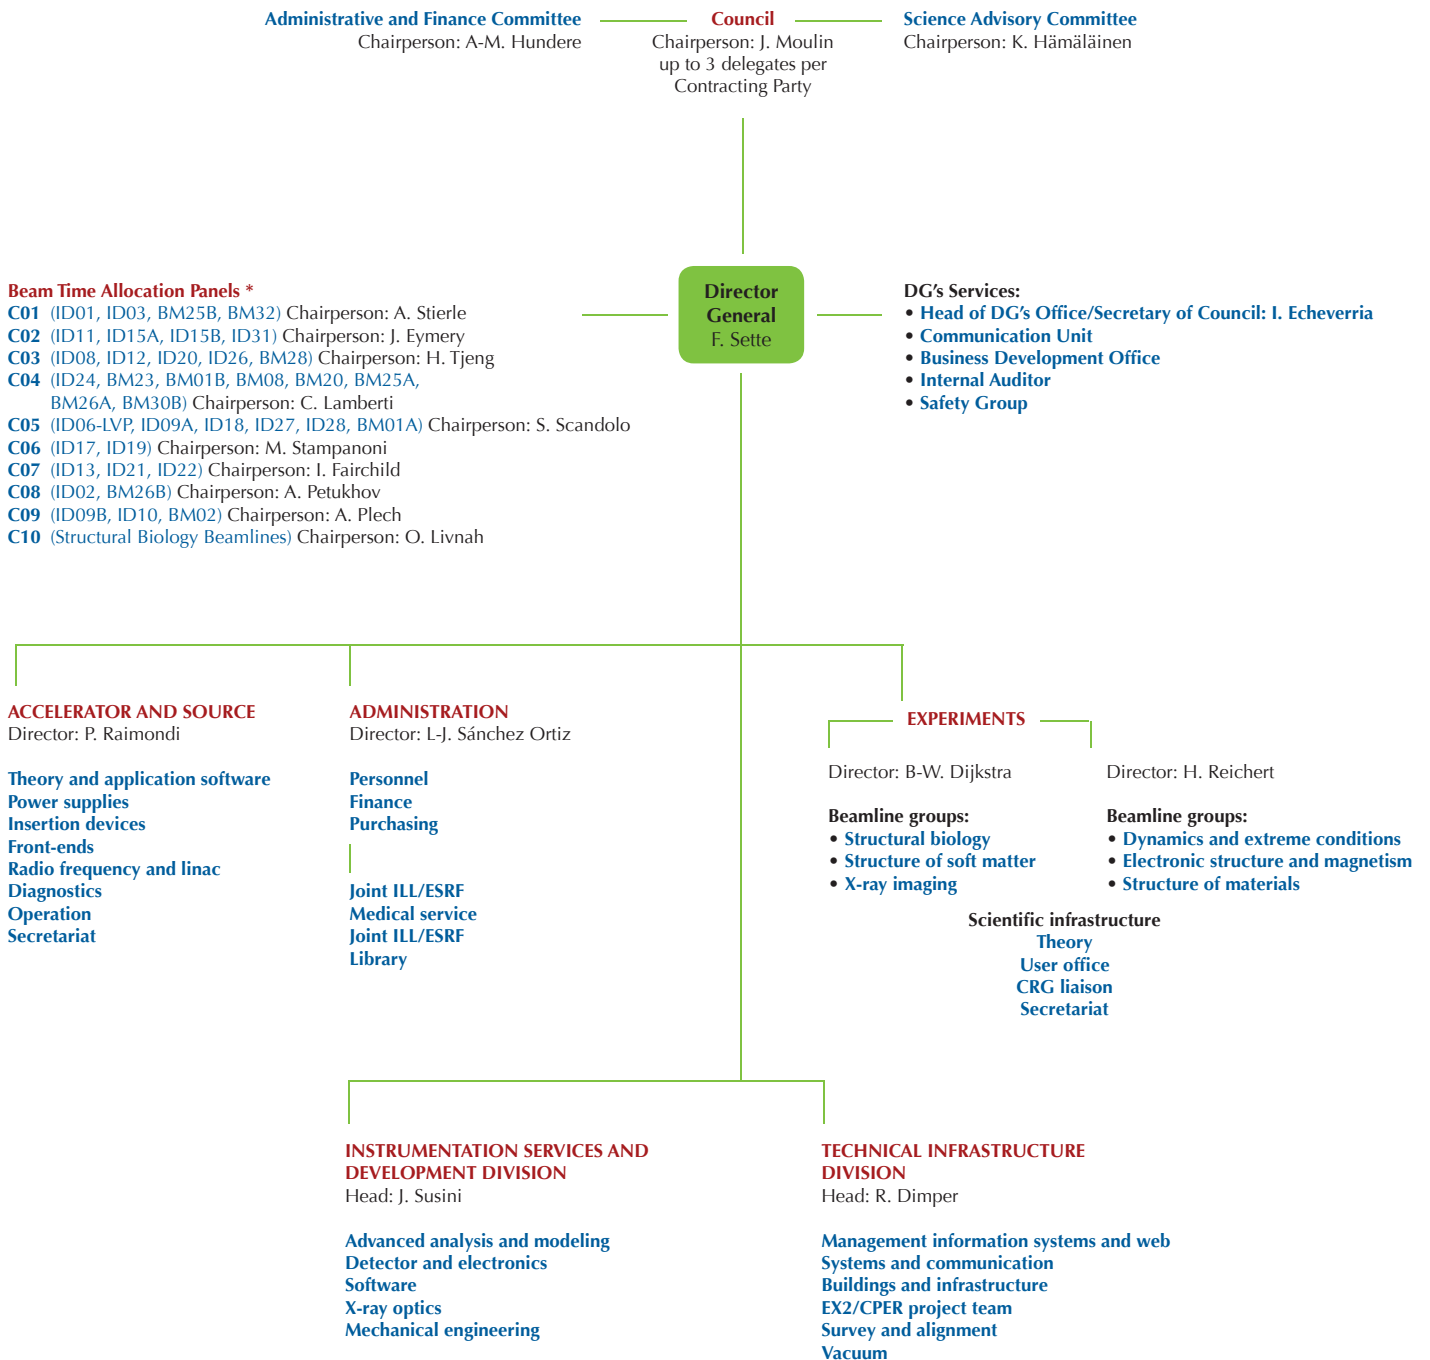 Administrative and Finance Committee
Chairperson: A-M. Hundere
Council
Chairperson: J. Moulin
up to 3 delegates per
Contracting Party
Science Advisory Committee
Chairperson: K. Hämäläinen
Beam Time Allocation Panels *
C01 (ID01, ID03, BM25B, BM32) Chairperson: A. Stierle
C02 (ID11, ID15A, ID15B, ID31) Chairperson: J. Eymery
C03 (ID08, ID12, ID20, ID26, BM28) Chairperson: H. Tjeng
C04 (ID24, BM23, BM01B, BM08, BM20, BM25A,
BM26A, BM30B) Chairperson: C. Lamberti
C05 (ID06-LVP, ID09A, ID18, ID27, ID28, BM01A) Chairperson: S. Scandolo
C06 (ID17, ID19) Chairperson: M. Stampanoni
C07 (ID13, ID21, ID22) Chairperson: I. Fairchild
C08 (ID02, BM26B) Chairperson: A. Petukhov
C09 (ID09B, ID10, BM02) Chairperson: A. Plech
C10 (Structural Biology Beamlines) Chairperson: O. Livnah
Director
General
F. Sette
DG's Services:
• Head of DG's Office/Secretary of Council: I. Echeverria
• Communication Unit
• Business Development Office
• Internal Auditor
• Safety Group
ACCELERATOR AND SOURCE
Director: P. Raimondi
Theory and application software
Power supplies
Insertion devices
Front-ends
Radio frequency and linac
Diagnostics
Operation
Secretariat
ADMINISTRATION
Director: L-J. Sánchez Ortiz
Personnel
Finance
Purchasing
Joint ILL/ESRF
Medical service
Joint ILL/ESRF
Library
EXPERIMENTS
Director: B-W. Dijkstra
Beamline groups:
• Structural biology
• Structure of soft matter
• X-ray imaging
Director: H. Reichert
Beamline groups:
• Dynamics and extreme conditions
• Electronic structure and magnetism
• Structure of materials
Scientific infrastructure
Theory
User office
CRG liaison
Secretariat
INSTRUMENTATION SERVICES AND
DEVELOPMENT DIVISION
Head: J. Susini
Advanced analysis and modeling
Detector and electronics
Software
X-ray optics
Mechanical engineering
TECHNICAL INFRASTRUCTURE
DIVISION
Head: R. Dimper
Management information systems and web
Systems and communication
Buildings and infrastructure
EX2/CPER project team
Survey and alignment
Vacuum